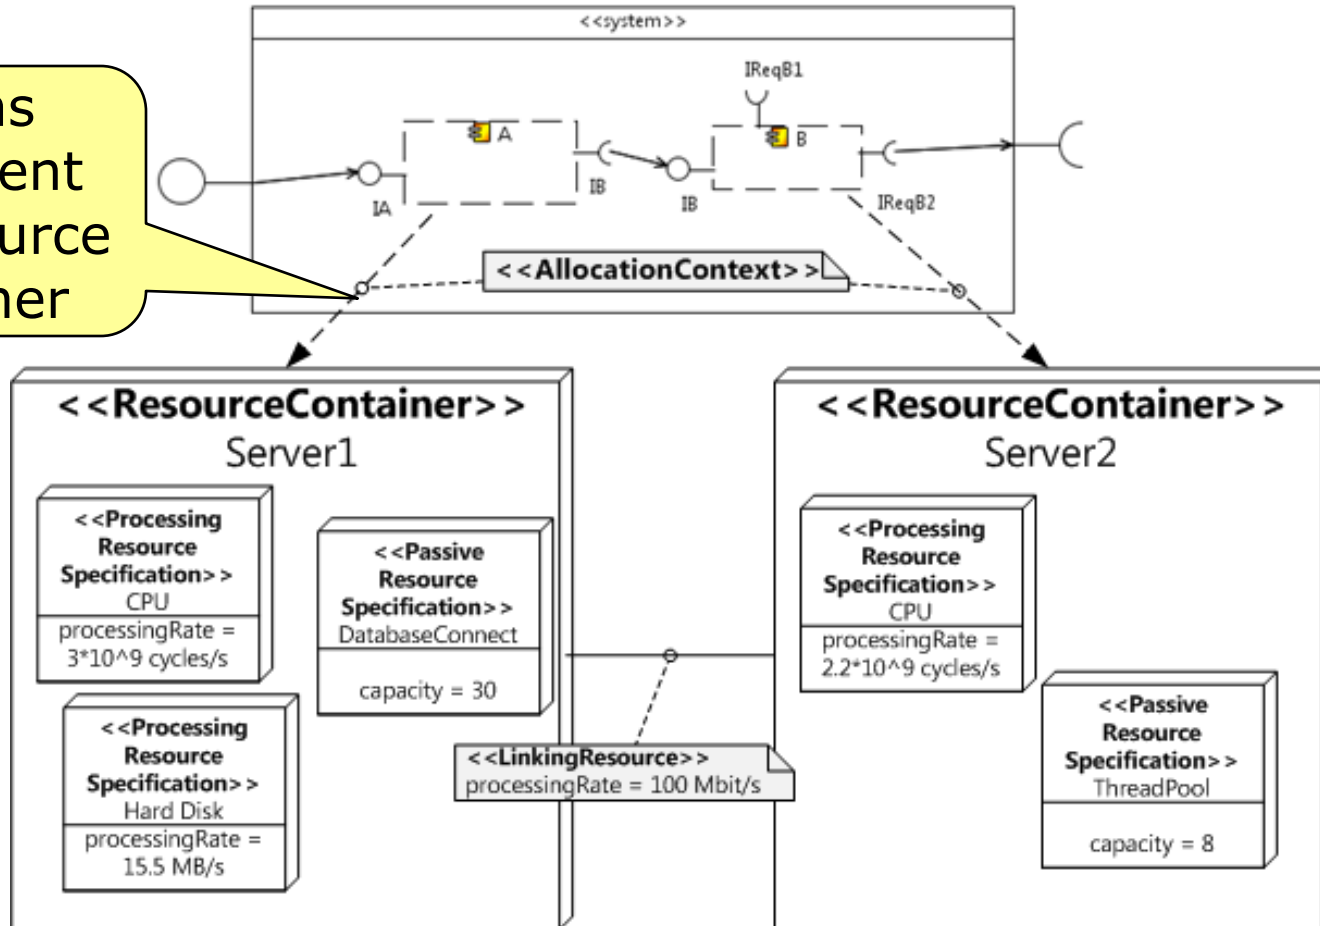 <<system>>
IReqB1
A
B
IA
IB
IB
IReqB2
ns
ent
urce
ner
<<AllocationContext>>
<<ResourceContainer>>
Server1
<<Processing
Resource
Specification>>
CPU
processingRate =
3*10^9 cycles/s
<<Passive
Resource
Specification>>
DatabaseConnect
capacity = 30
<<Processing
Resource
Specification>>
Hard Disk
processingRate =
15.5 MB/s
<<LinkingResource>>
processingRate = 100 Mbit/s
<<ResourceContainer>>
Server2
<<Processing
Resource
Specification>>
CPU
processingRate =
2.2*10^9 cycles/s
<<Passive
Resource
Specification>>
ThreadPool
capacity = 8